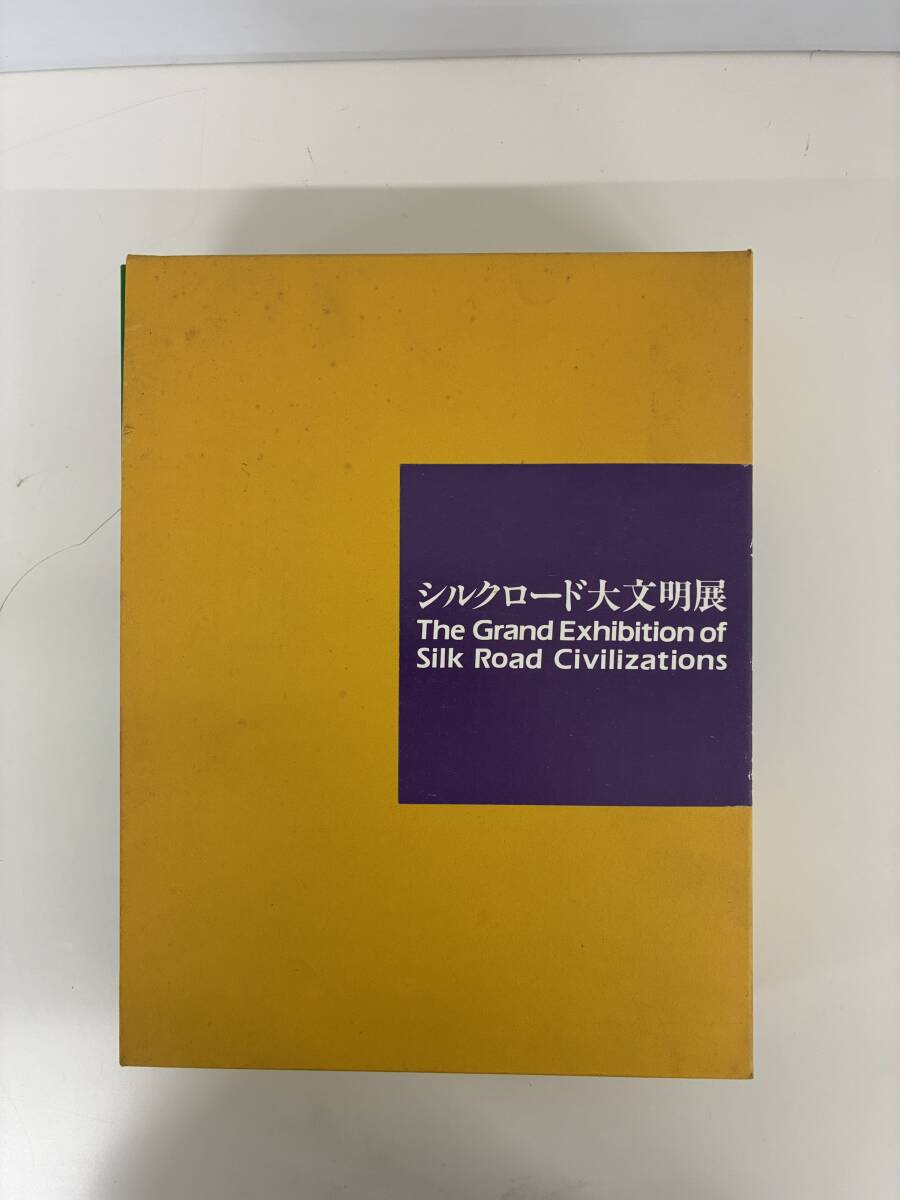 シルクロード大文明展
The Grand Exhibition of
Silk Road Civilizations